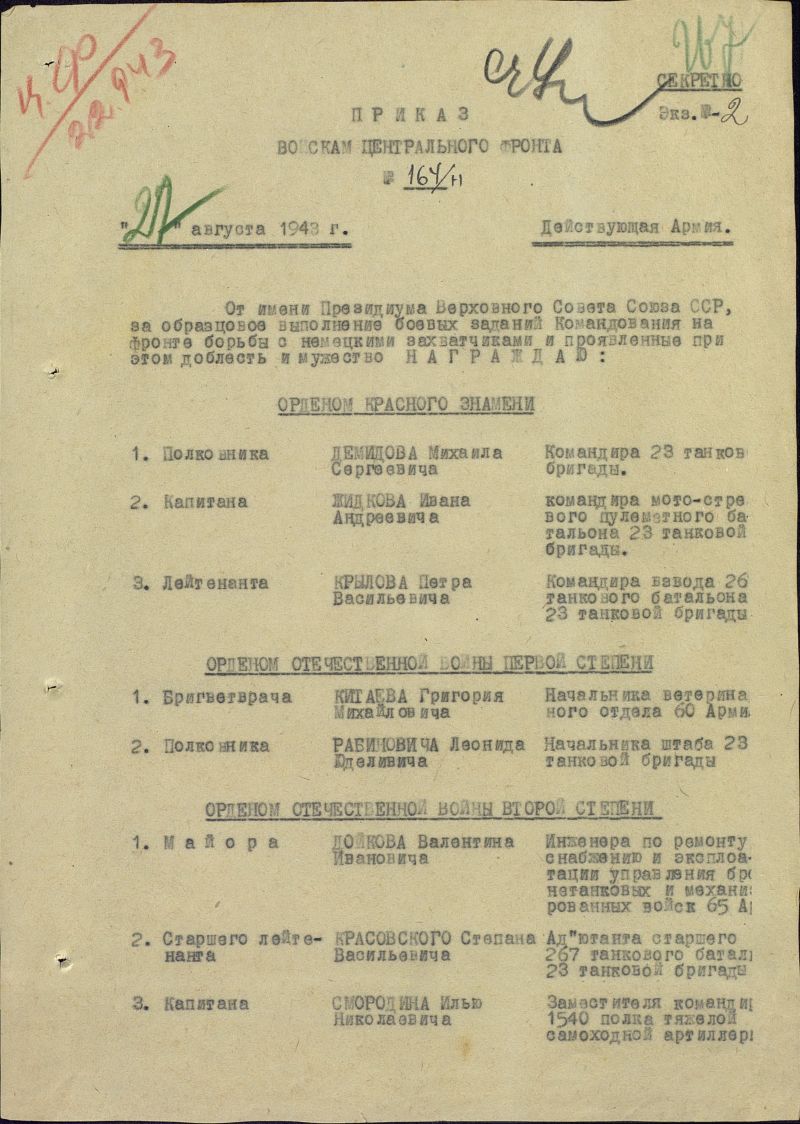 267
СЕКРЕТНО
Экз.№-2
ПРИКАЗ
ВОЙСКАМ ЦЕНТРАЛЬНОГО ФРОНТА
№ 164/н
"27" августа 1943 г. Действующая Армия.
От имени Президиума Верховного Совета Союза ССР,
за образцовое выполнение боевых заданий Командования на
фронте борьбы с немецкими захватчиками и проявленные при
этом доблесть и мужество НАГРАЖДАЮ:
ОРДЕНОМ КРАСНОГО ЗНАМЕНИ
1. Полковника ДЕМИДОВА Михаила Командира 23 танков
Сергеевича бригады.
2. Капитана ЖИДКОВА Ивана командира мото-стре
Андреевича вого пулеметного ба-
тальона 23 танковой
бригады.
3. Лейтенанта КРЫЛОВА Петра Командира взвода 26
Васильевича танкового батальона
23 танковой бригады
ОРДЕНОМ ОТЕЧЕСТВЕННОЙ ВОЙНЫ ПЕРВОЙ СТЕПЕНИ
1. Бригветврача КИТАЕВА Григория Начальника ветерина
Михайловича ного отдела 60 Арми
2. Полковника РАБИНОВИЧА Леонида Начальника штаба 23
Юделивича танковой бригады
ОРДЕНОМ ОТЕЧЕСТВЕННОЙ ВОЙНЫ ВТОРОЙ СТЕПЕНИ
1. Майора ДОЙКОВА Валентина Инженера по ремонту
Ивановича снабжению и эксплоа-
тации управления бро
нетанковых и механи
рованных войск 65 А
2. Старшего лейте- КРАСОВСКОГО Степана Ад"ютанта старшего
нанта Васильевича 267 танкового батал
23 танковой бригады
3. Капитана СМОРОДИНА Илью Заместителя команди
Николаевича 1540 полка тяжелой
самоходной артиллер